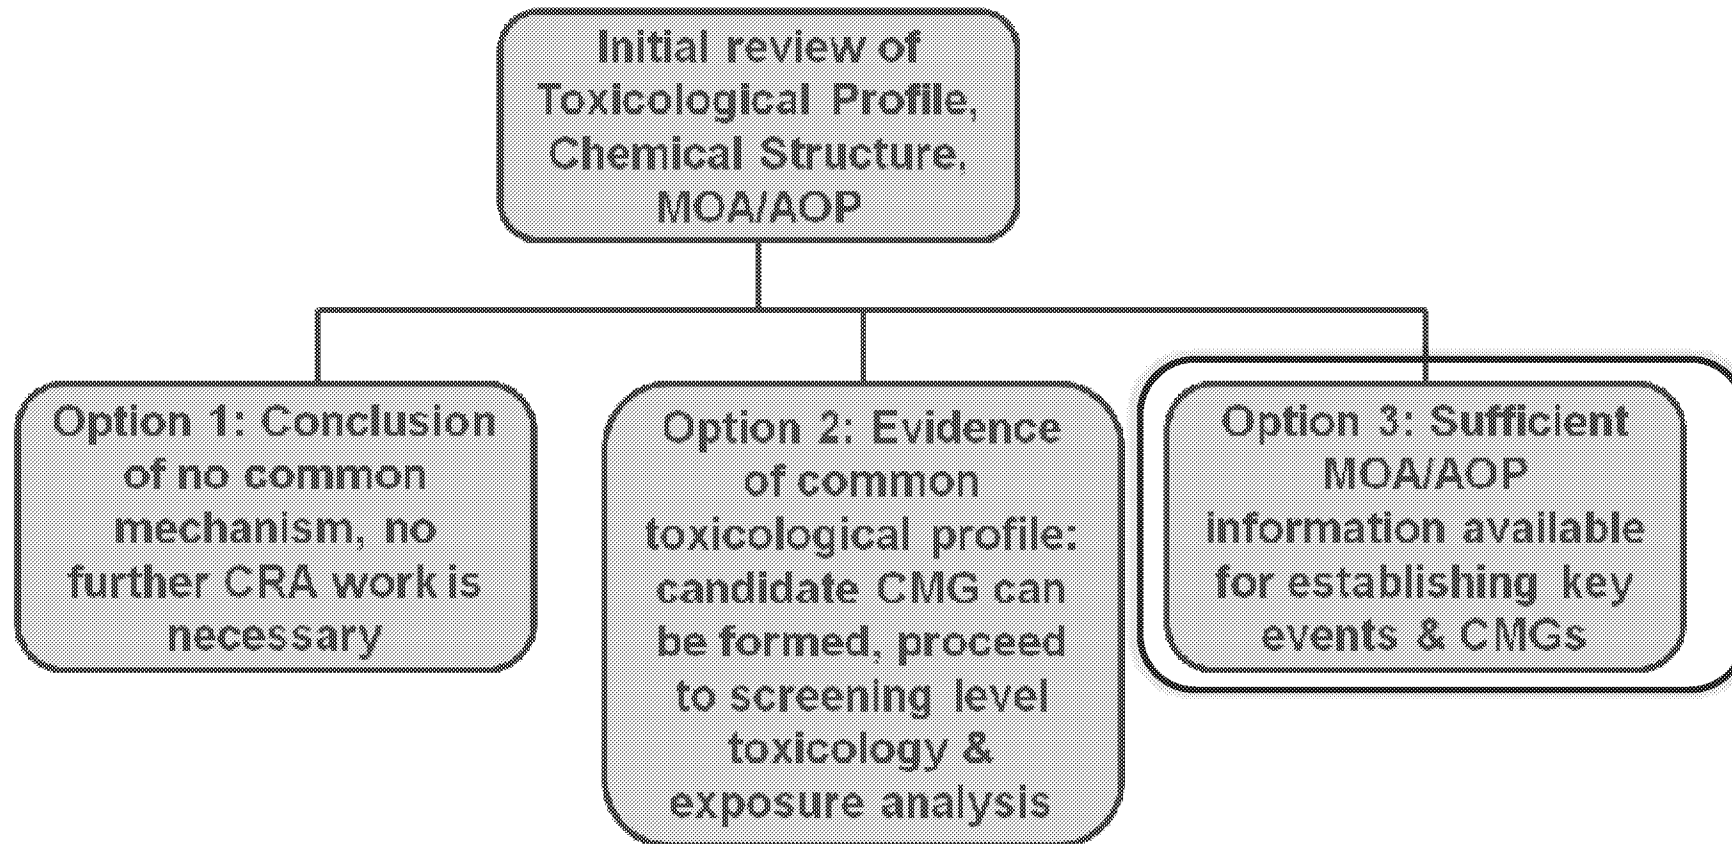 Initial review of
Toxicological Profile,
Chemical Structure,
MOA/AOP
Option 1: Conclusion
of no common
mechanism, no
further CRA work is
necessary
Option 2: Evidence
of common
toxicological profile:
candidate CMG can
be formed, proceed
to screening level
toxicology &
exposure analysis
Option 3: Sufficient
MOA/AOP
information available
for establishing key
events & CMGs